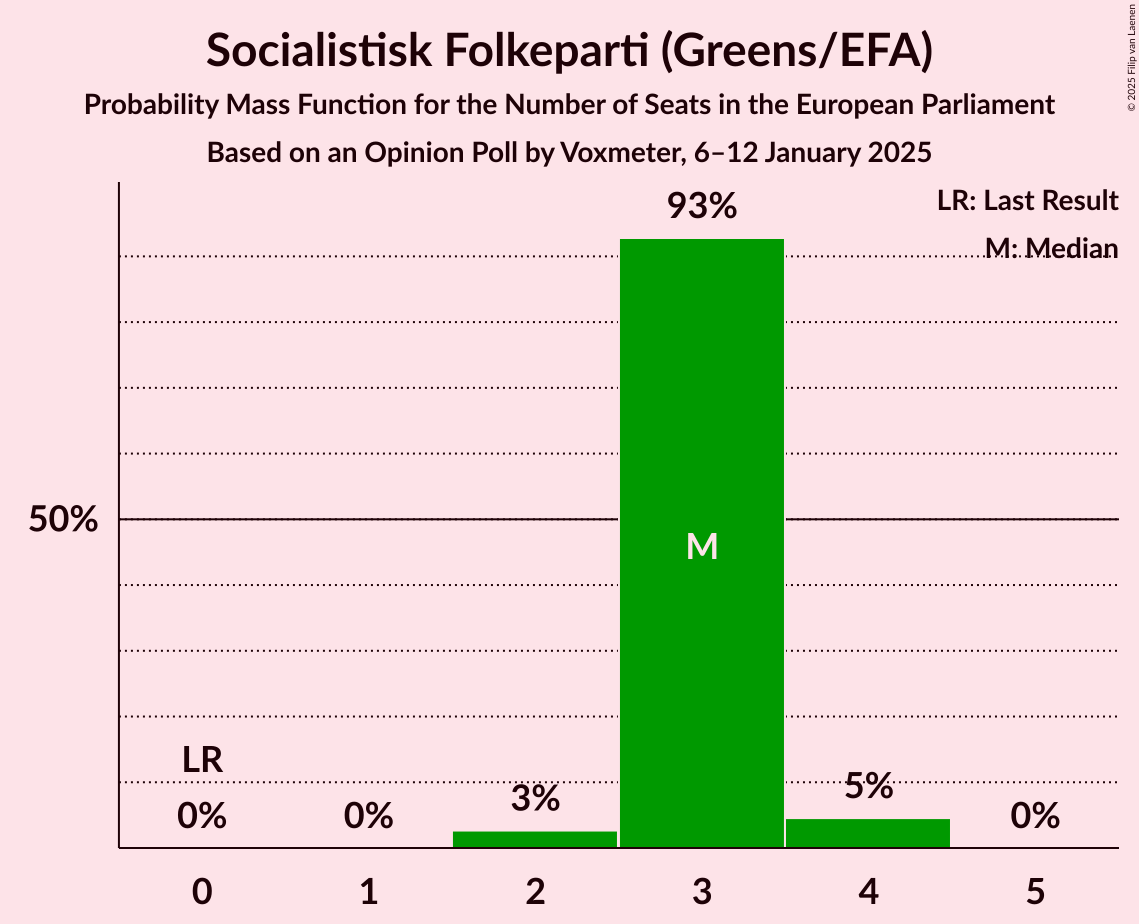 Socialistisk Folkeparti (Greens/EFA)
Probability Mass Function for the Number of Seats in the European Parliament
Based on an Opinion Poll by Voxmeter, 6–12 January 2025
© 2025 Filip van Laenen
LR: Last Result
M: Median
93%
50%
M
LR
0%
0%
3%
5%
0%
0
1
2
3
4
5